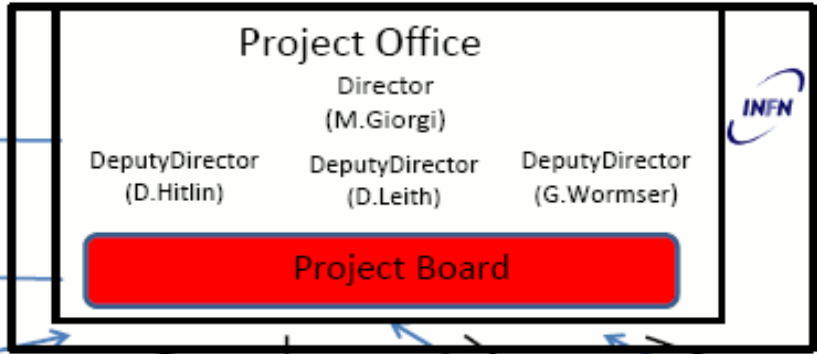 Project Office
Director
(M.Giorgi)
DeputyDirector DeputyDirector DeputyDirector
(D.Hitlin) (D.Leith) (G.Wormser)
Project Board
INFN